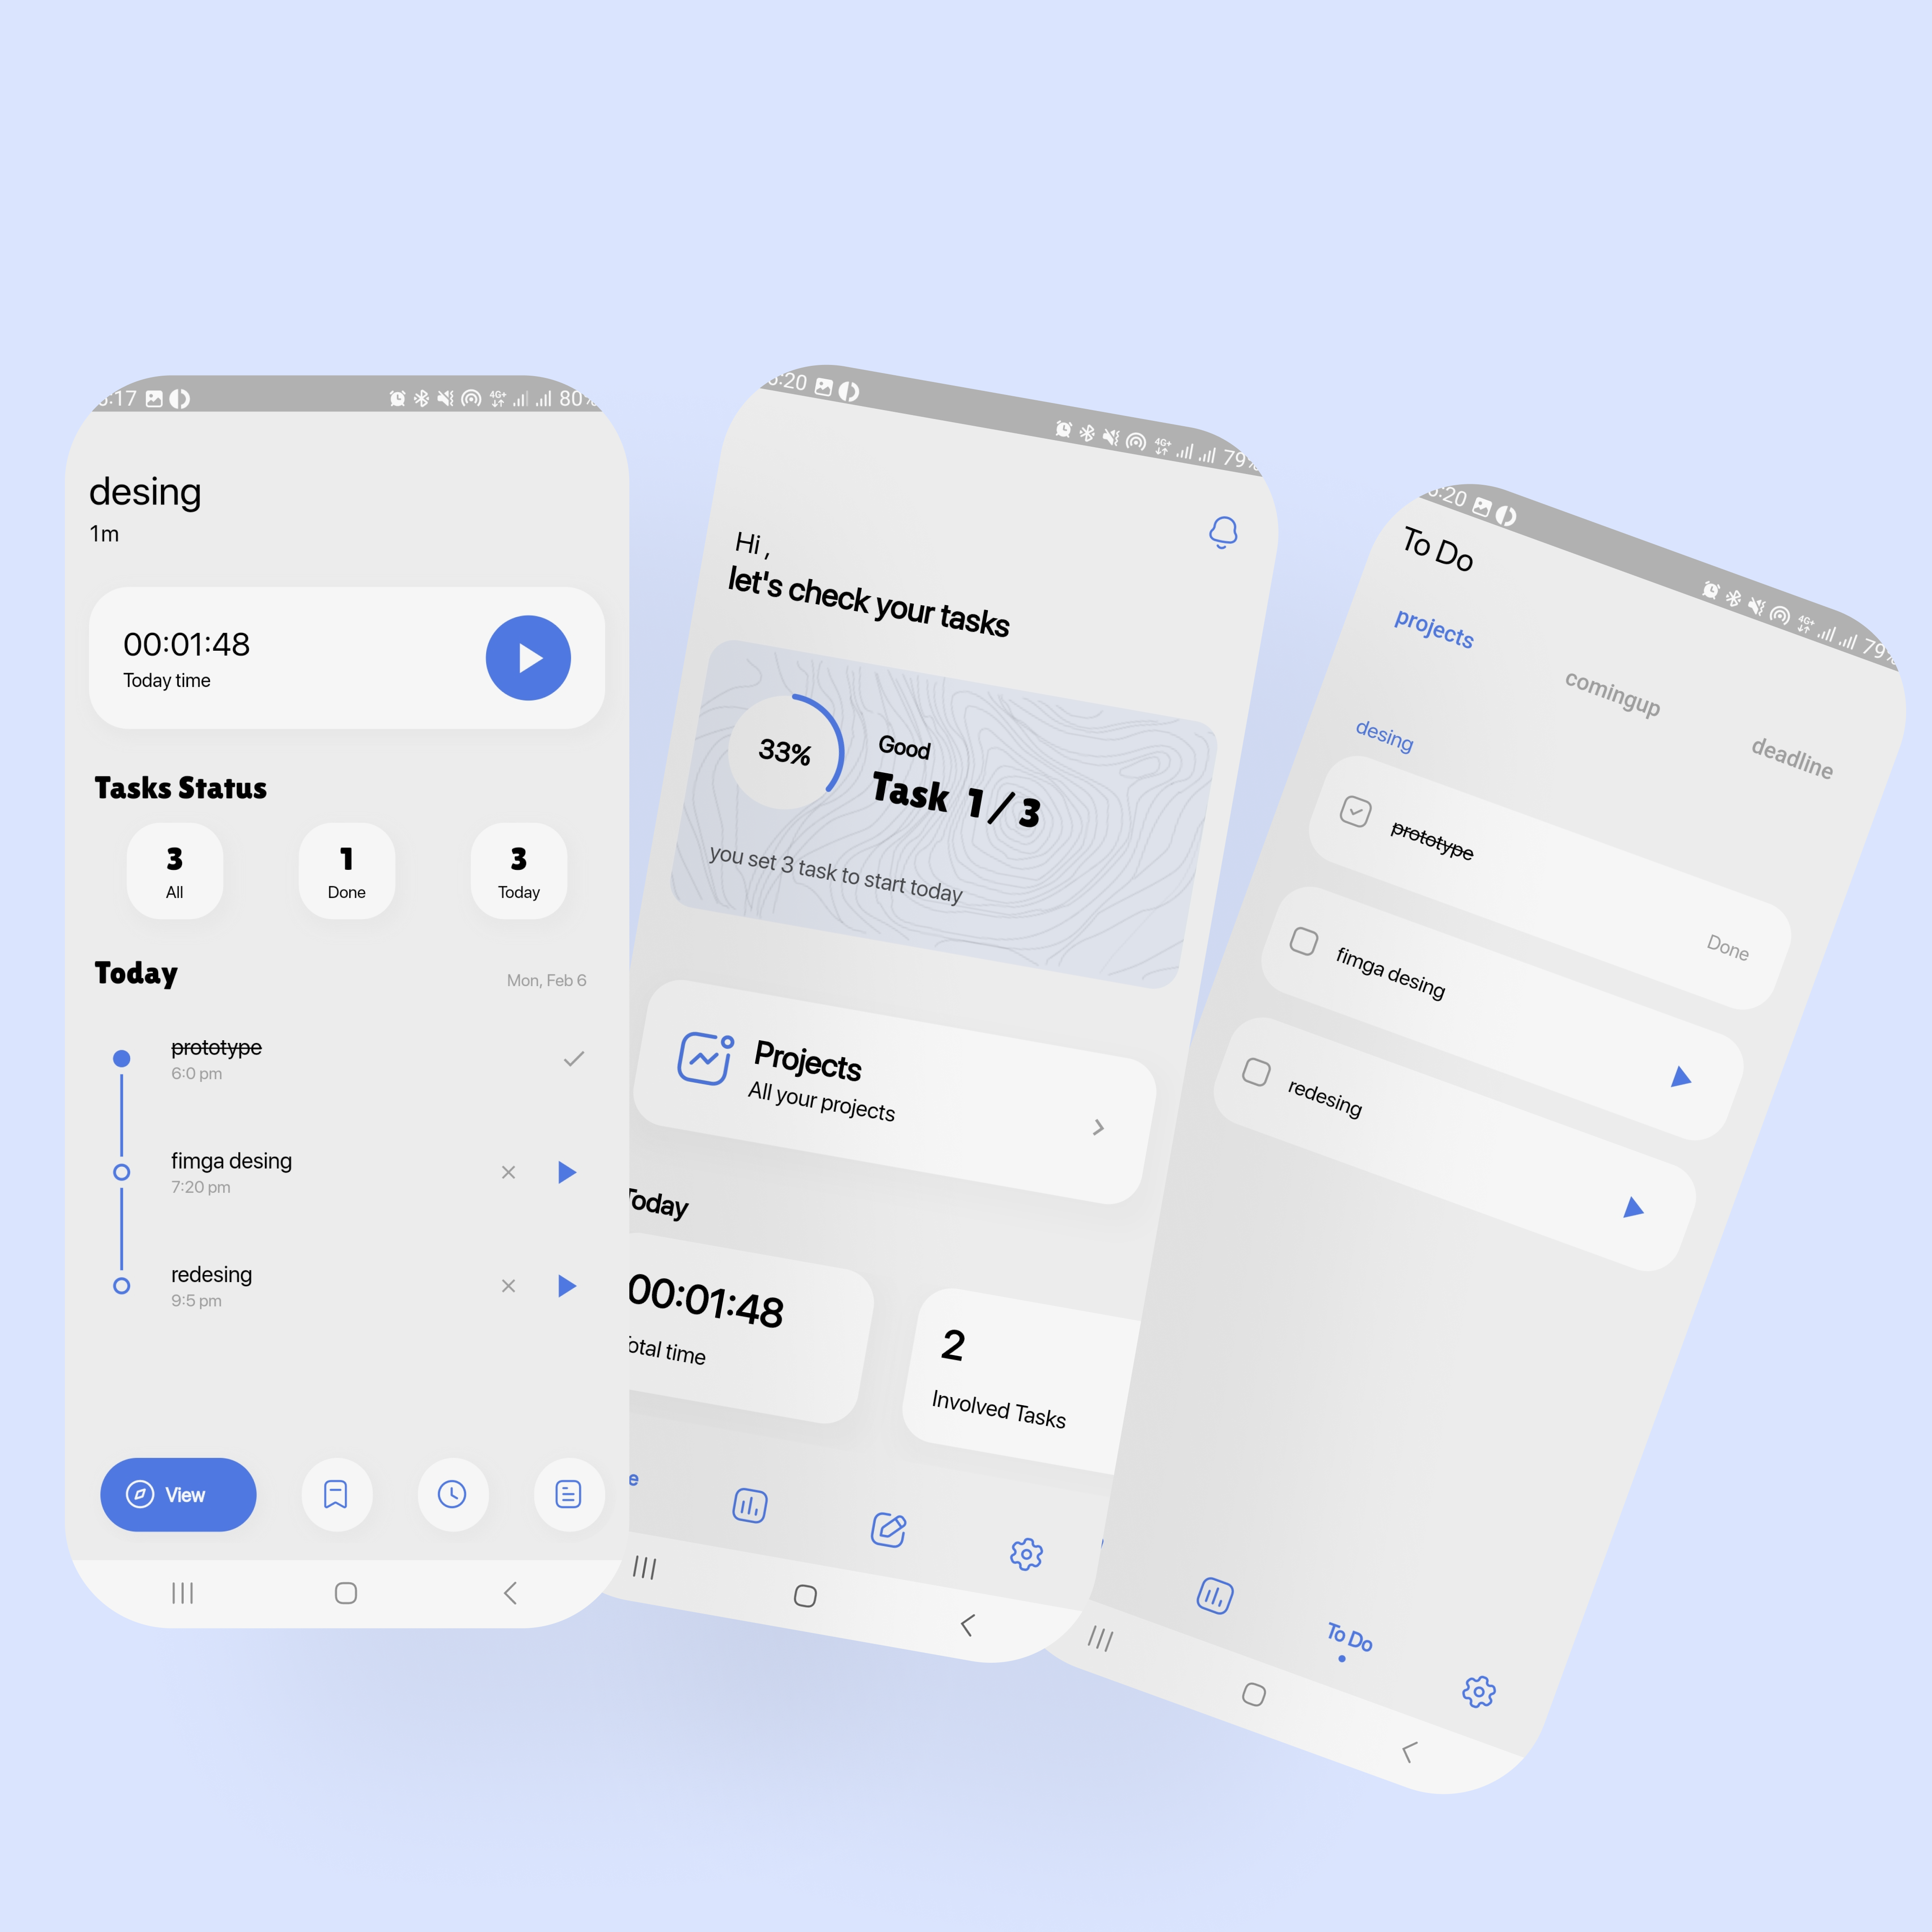 :17
4G+
80%
desing
1m
00:01:48
Today time
Tasks Status
3
All
1
Done
3
Today
Today
Mon, Feb 6
prototype
6:0 pm
fimga desing
7:20 pm
redesing
9:5 pm
View
:20
4G+
79%
Hi ,
let's check your tasks
33%
Good
Task 1 / 3
you set 3 task to start today
Projects
All your projects
Today
00:01:48
otal time
2
Involved Tasks
e
:20
4G+
79%
To Do
projects
comingup
deadline
desing
prototype
Done
fimga desing
redesing
To Do